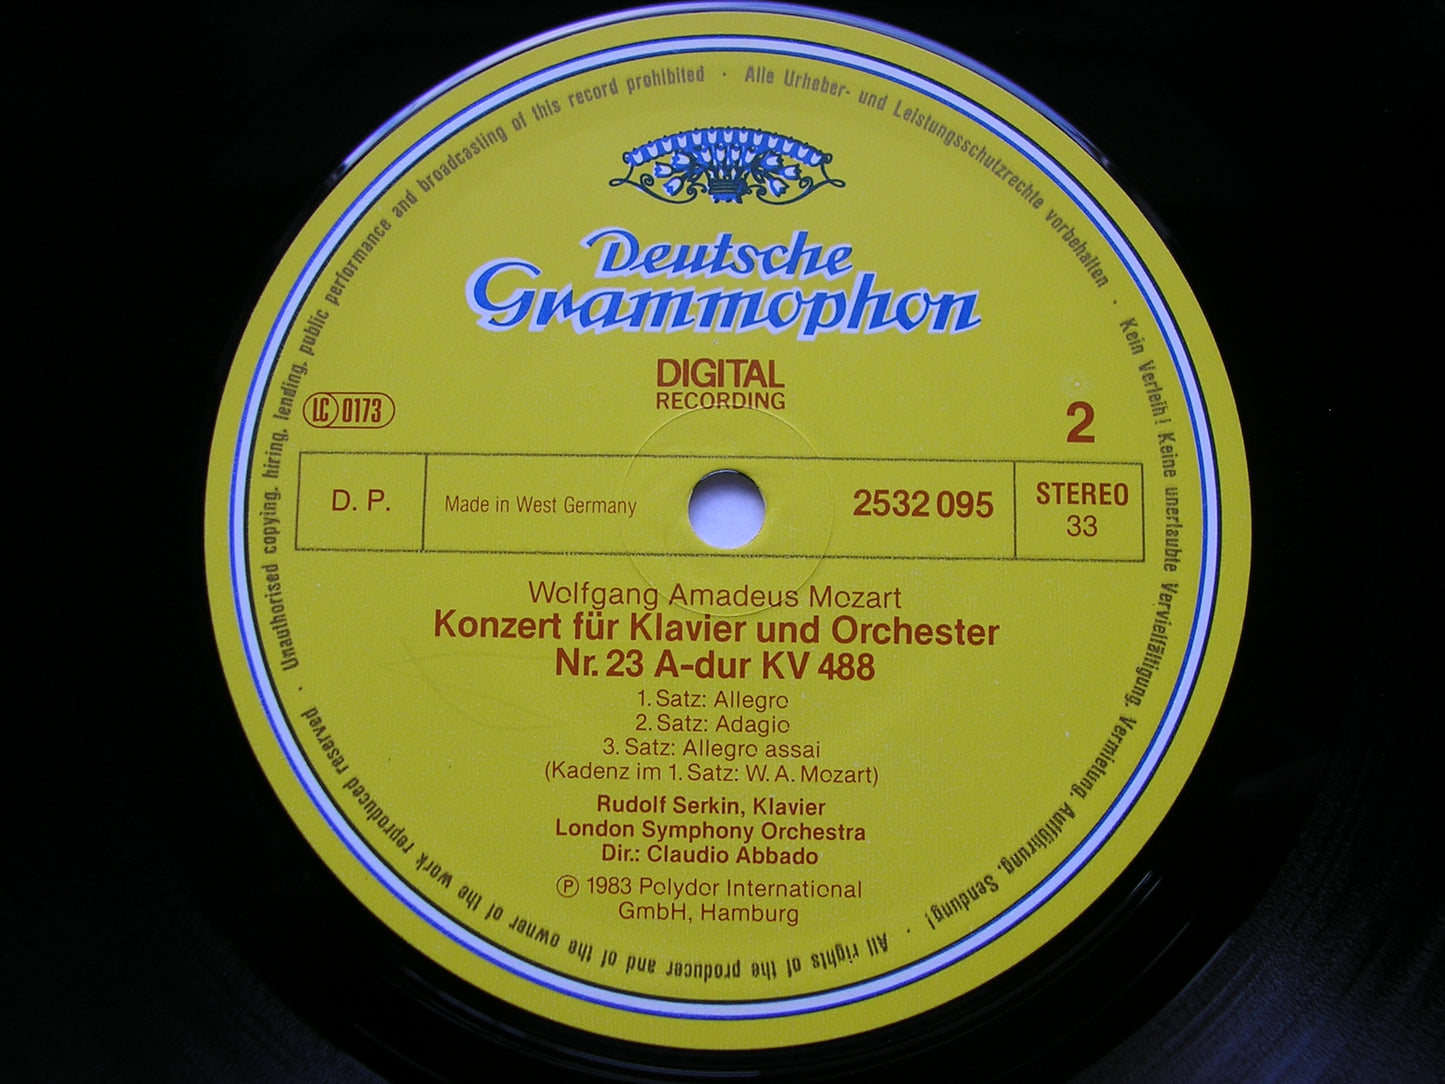 Alle Urheber- und Leistungsschutzrechte vorbehalten · Kein Verleih! Keine unerlaubte Vervielfältigung, Vermietung, Aufführung, Sendung! · All rights of the producer and of the owner of the work reproduced reserved · Unauthorised copying, hiring, lending, public performance and broadcasting of this record prohibited ·
Deutsche
Grammophon
DIGITAL
RECORDING
LC 0173
2
D. P.
Made in West Germany
2532 095
STEREO
33
Wolfgang Amadeus Mozart
Konzert für Klavier und Orchester
Nr. 23 A-dur KV 488
1. Satz: Allegro
2. Satz: Adagio
3. Satz: Allegro assai
(Kadenz im 1. Satz: W. A. Mozart)
Rudolf Serkin, Klavier
London Symphony Orchestra
Dir.: Claudio Abbado
℗ 1983 Polydor International
GmbH, Hamburg